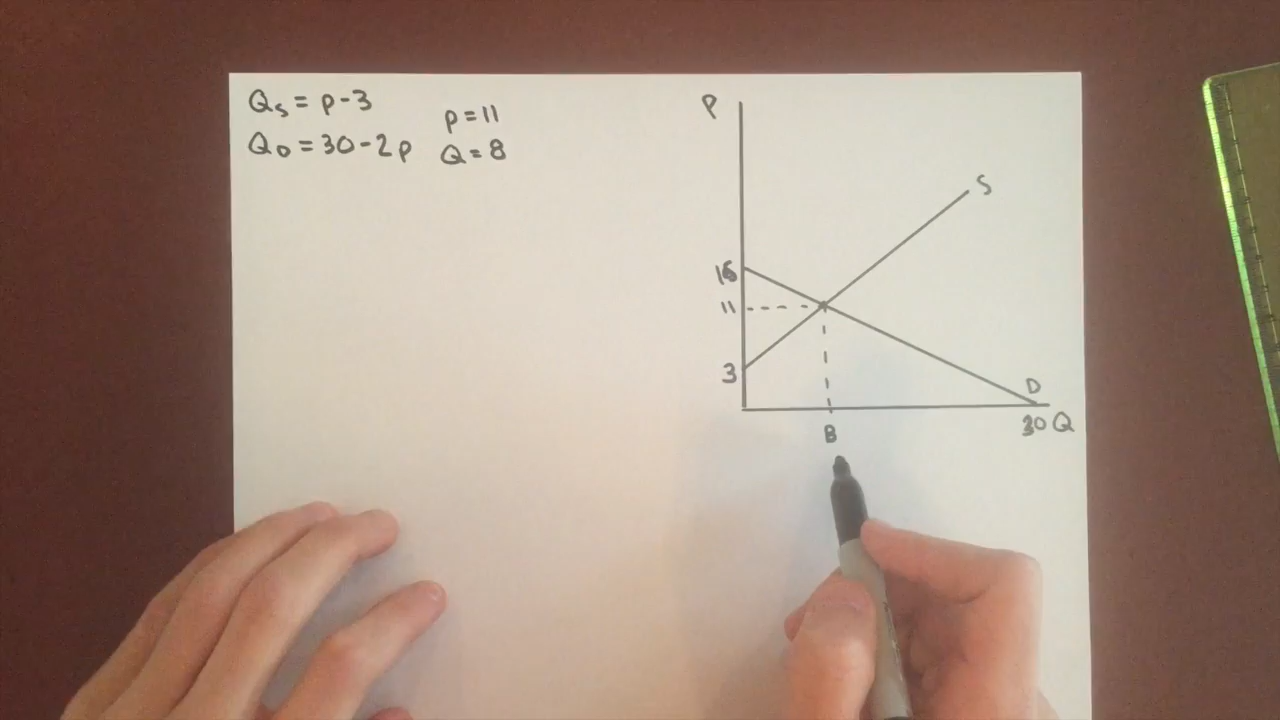 Qs = P-3
QD = 30-2P
P = 11
Q = 8
P
S
15
11
3
D
8
30 Q